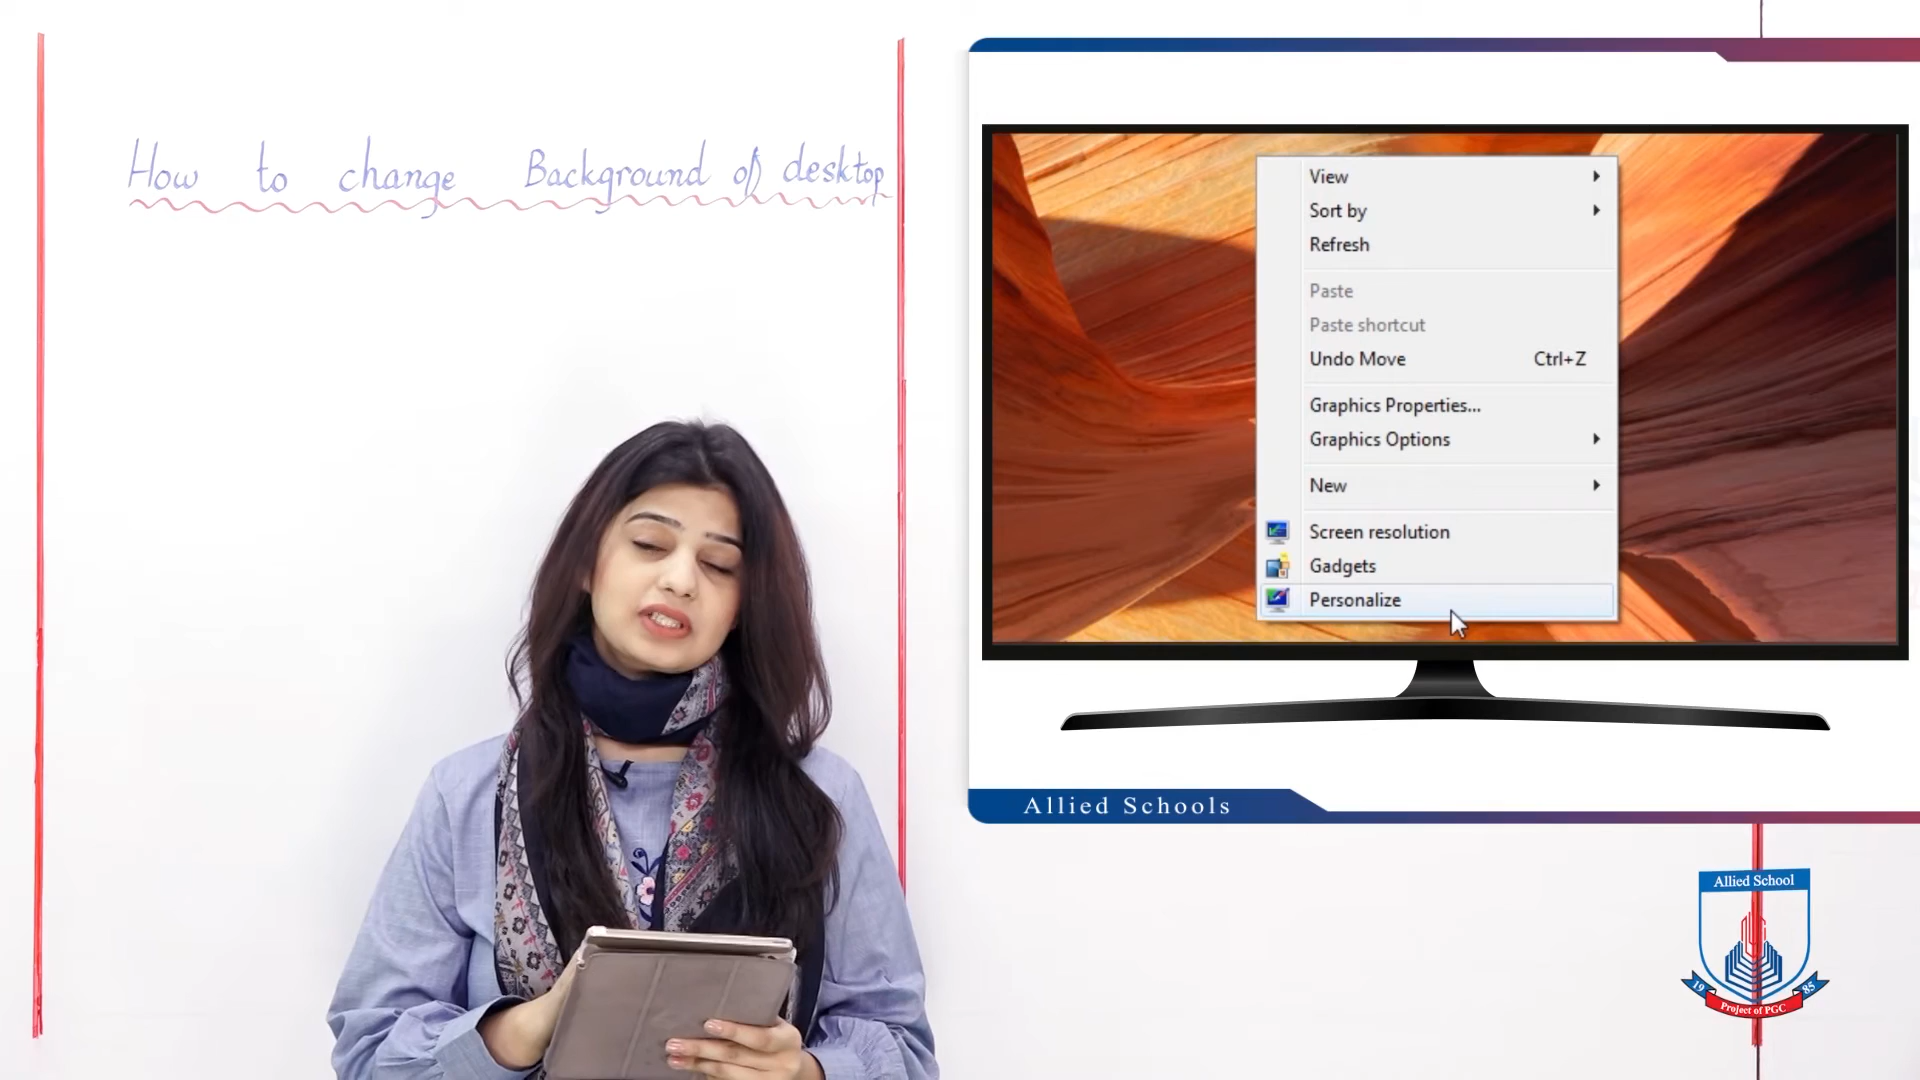 How to change Background of desktop
View
Sort by
Refresh
Paste
Paste shortcut
Undo Move Ctrl+Z
Graphics Properties...
Graphics Options
New
Screen resolution
Gadgets
Personalize
Allied Schools
Allied School
19 85
Project of PGC